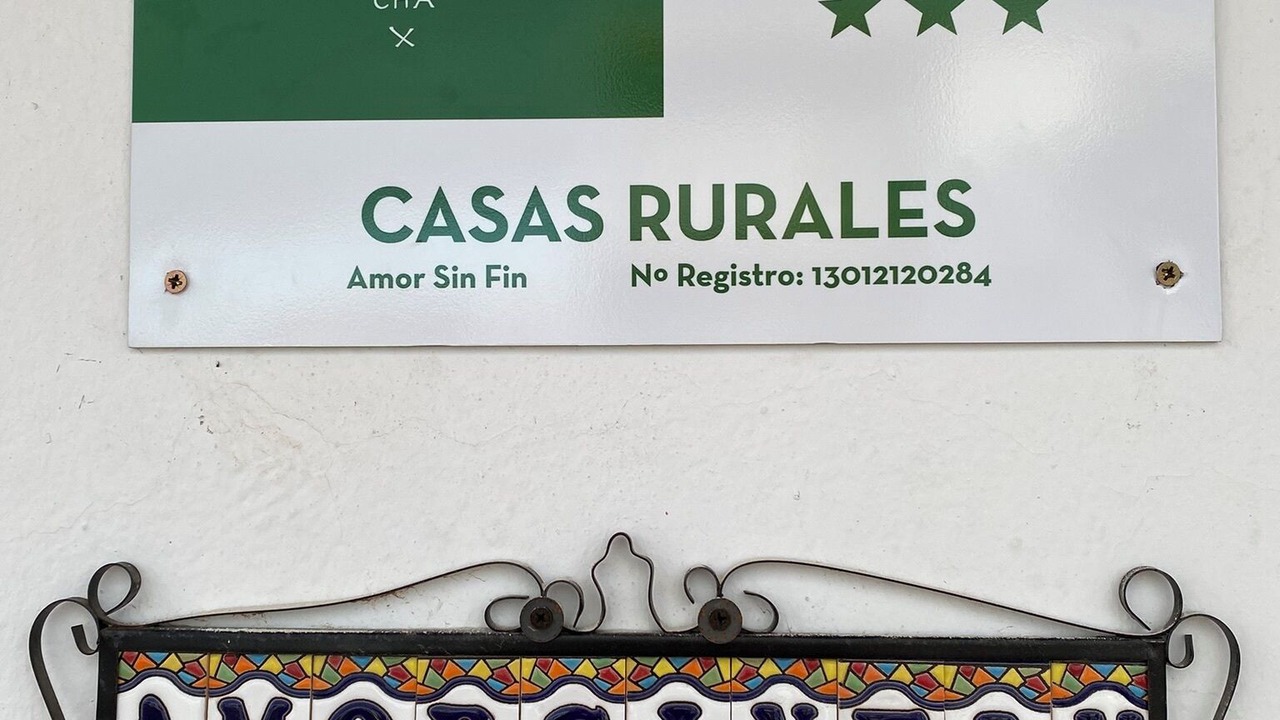 CASAS RURALES
Amor Sin Fin
Nº Registro: 13012120284